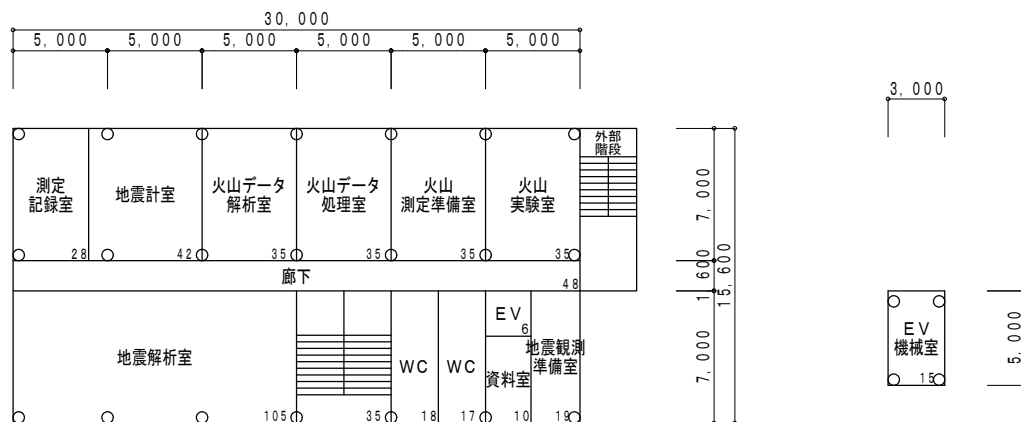 30,000
5,000 5,000 5,000 5,000 5,000 5,000
3,000
外部
階段
測定
記録室
地震計室
火山データ
解析室
火山データ
処理室
火山
測定準備室
火山
実験室
7,000
28 42 35 35 35 35
廊下
48
1,600
15,600
地震解析室
WC
WC
EV
6
資料室
地震観測
準備室
7,000
105 35 18 17 10 19
EV
機械室
15
5,000